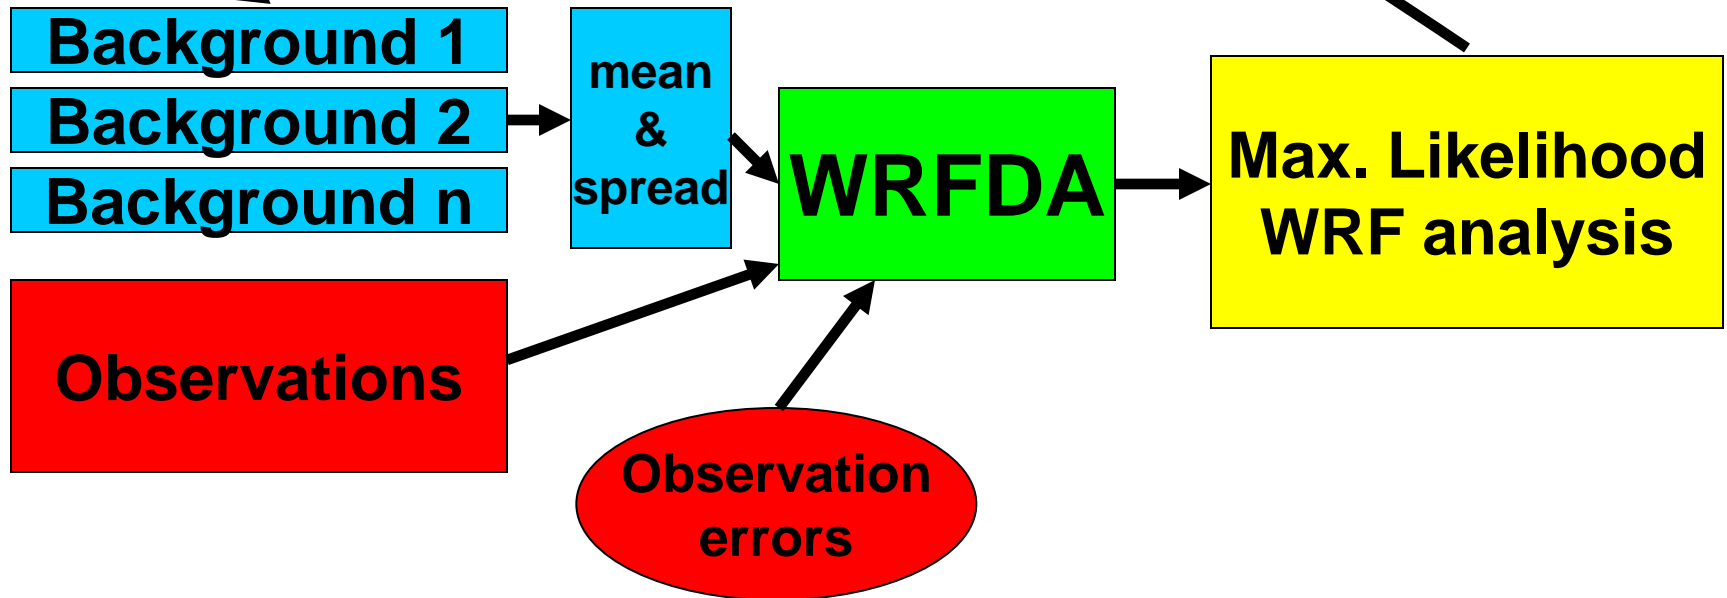 Background 1
Background 2
Background n
mean
&
spread
WRFDA
Max. Likelihood
WRF analysis
Observations
Observation
errors